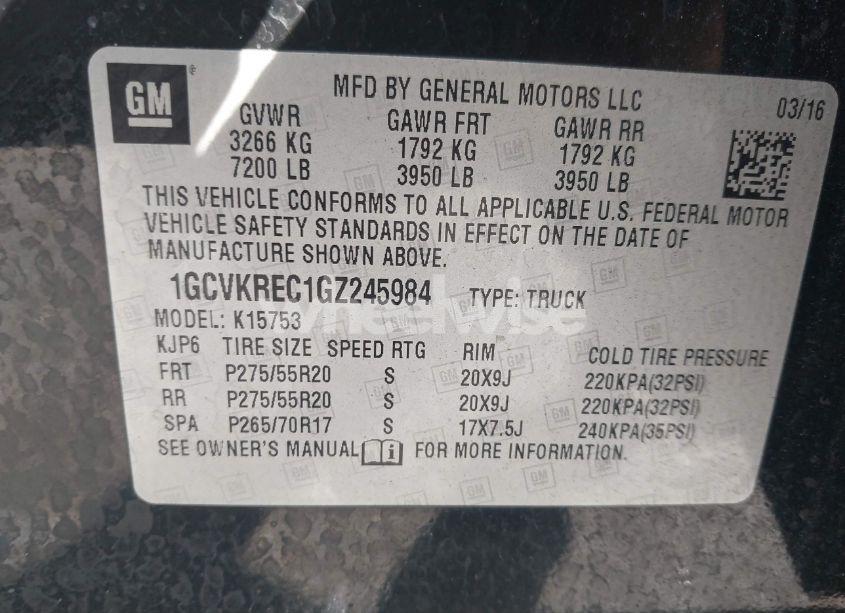 GM
MFD BY GENERAL MOTORS LLC
03/16
GVWR GAWR FRT GAWR RR
3266 KG 1792 KG 1792 KG
7200 LB 3950 LB 3950 LB
THIS VEHICLE CONFORMS TO ALL APPLICABLE U.S. FEDERAL MOTOR
VEHICLE SAFETY STANDARDS IN EFFECT ON THE DATE OF
MANUFACTURE SHOWN ABOVE.
1GCVKREC1GZ245984 TYPE: TRUCK
wheelwise
MODEL: K15753
KJP6 TIRE SIZE SPEED RTG RIM COLD TIRE PRESSURE
FRT P275/55R20 S 20X9J 220KPA(32PSI)
RR P275/55R20 S 20X9J 220KPA(32PSI)
SPA P265/70R17 S 17X7.5J 240KPA(35PSI)
SEE OWNER'S MANUAL i FOR MORE INFORMATION.